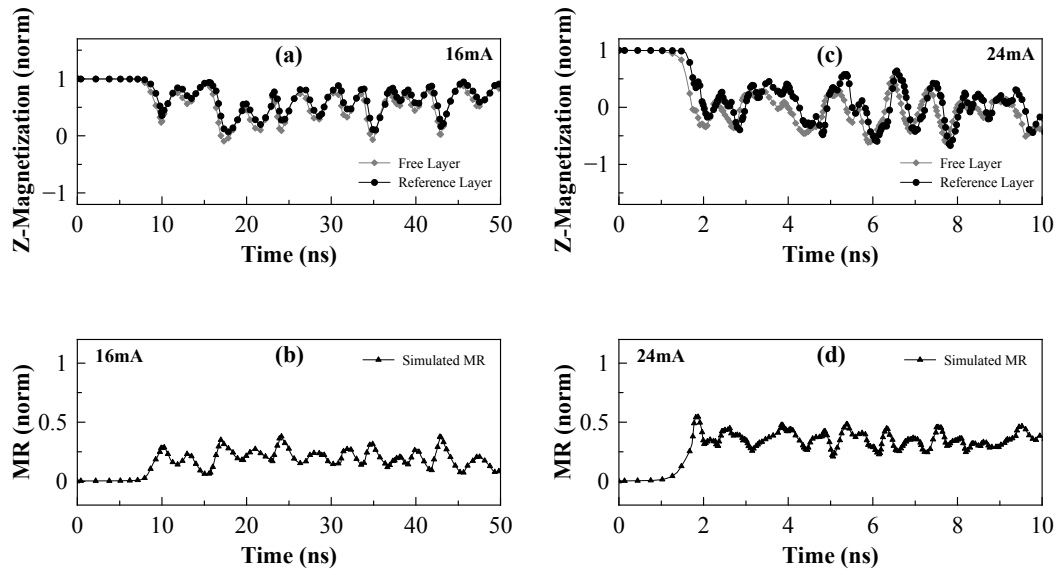 (a)
16mA
1
0
−1
Z-Magnetization (norm)
Free Layer
Reference Layer
0
10
20
30
40
50
Time (ns)
(c)
24mA
1
0
−1
Z-Magnetization (norm)
Free Layer
Reference Layer
0
2
4
6
8
10
Time (ns)
16mA
(b)
Simulated MR
1
0.5
0
MR (norm)
0
10
20
30
40
50
Time (ns)
24mA
(d)
Simulated MR
1
0.5
0
MR (norm)
0
2
4
6
8
10
Time (ns)